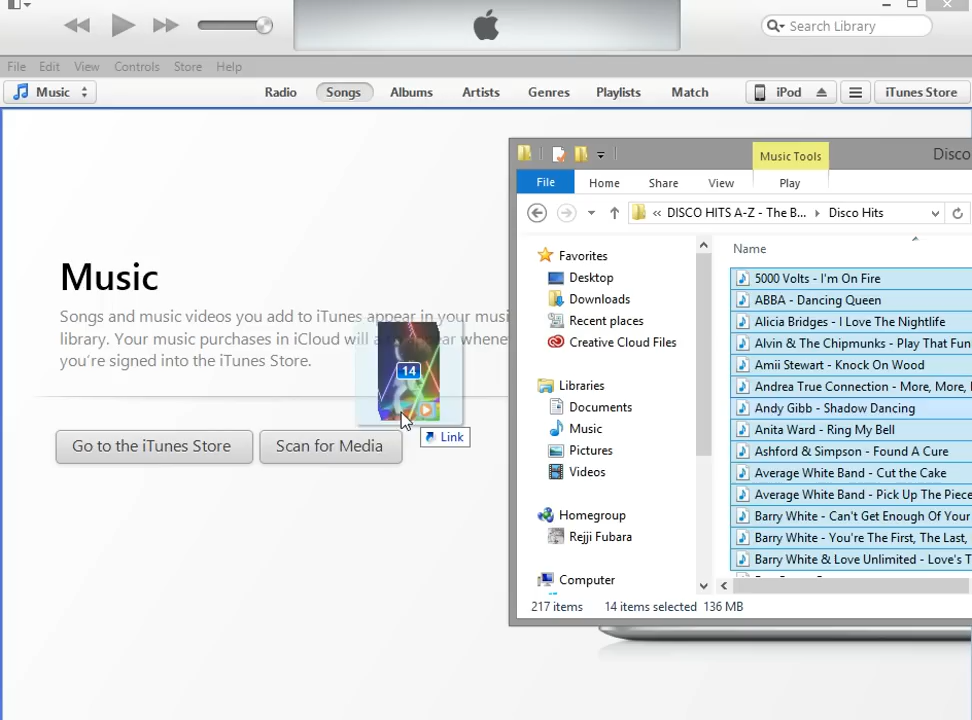 Search Library
File Edit View Controls Store Help
Music Radio Songs Albums Artists Genres Playlists Match iPod iTunes Store
Music
Songs and music videos you add to iTunes appear in your musi
library. Your music purchases in iCloud will a appear whene
you're signed into the iTunes Store.
Go to the iTunes Store Scan for Media
14
Link
Music Tools Disco
File Home Share View Play
« DISCO HITS A-Z - The B... Disco Hits
Favorites
Desktop
Downloads
Recent places
Creative Cloud Files
Libraries
Documents
Music
Pictures
Videos
Homegroup
Rejji Fubara
Computer
Name
5000 Volts - I'm On Fire
ABBA - Dancing Queen
Alicia Bridges - I Love The Nightlife
Alvin & The Chipmunks - Play That Fun
Amii Stewart - Knock On Wood
Andrea True Connection - More, More,
Andy Gibb - Shadow Dancing
Anita Ward - Ring My Bell
Ashford & Simpson - Found A Cure
Average White Band - Cut the Cake
Average White Band - Pick Up The Piece
Barry White - Can't Get Enough Of Your
Barry White - You're The First, The Last,
Barry White & Love Unlimited - Love's T
217 items 14 items selected 136 MB